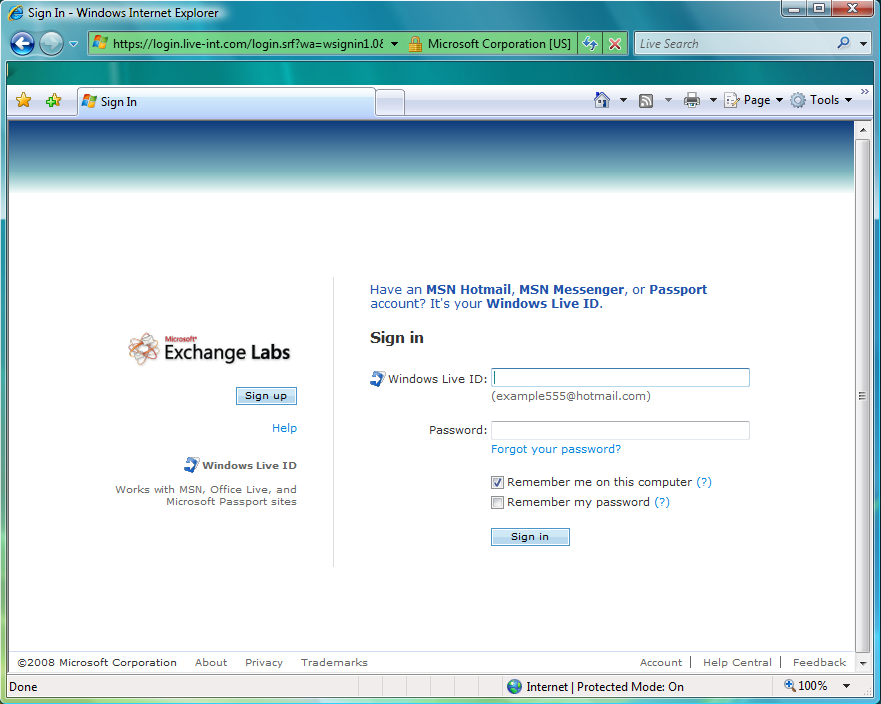 Sign In - Windows Internet Explorer
https://login.live-int.com/login.srf?wa=wsignin1.0& Microsoft Corporation [US] Live Search
Sign In Page Tools
Have an MSN Hotmail, MSN Messenger, or Passport
account? It's your Windows Live ID.
Sign in
Microsoft®
Exchange Labs
Sign up
Help
Windows Live ID
Works with MSN, Office Live, and
Microsoft Passport sites
Windows Live ID:
(example555@hotmail.com)
Password:
Forgot your password?
Remember me on this computer (?)
Remember my password (?)
Sign in
©2008 Microsoft Corporation About Privacy Trademarks Account | Help Central | Feedback
Done Internet | Protected Mode: On 100%